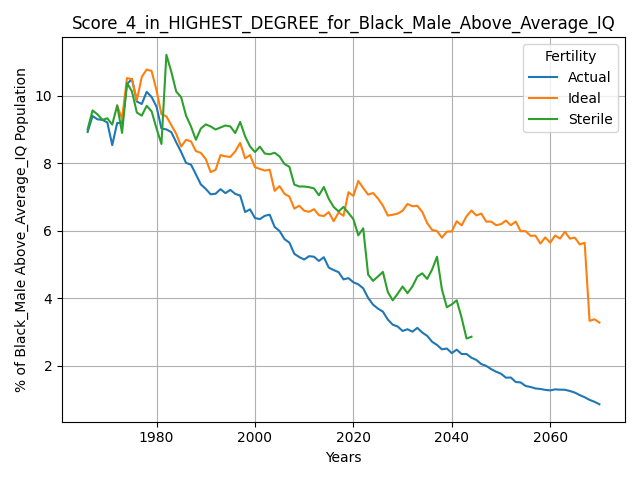 Score_4_in_HIGHEST_DEGREE_for_Black_Male_Above_Average_IQ
% of Black_Male Above_Average_IQ Population
10
8
6
4
2
Fertility
Actual
Ideal
Sterile
1980
2000
2020
2040
2060
Years